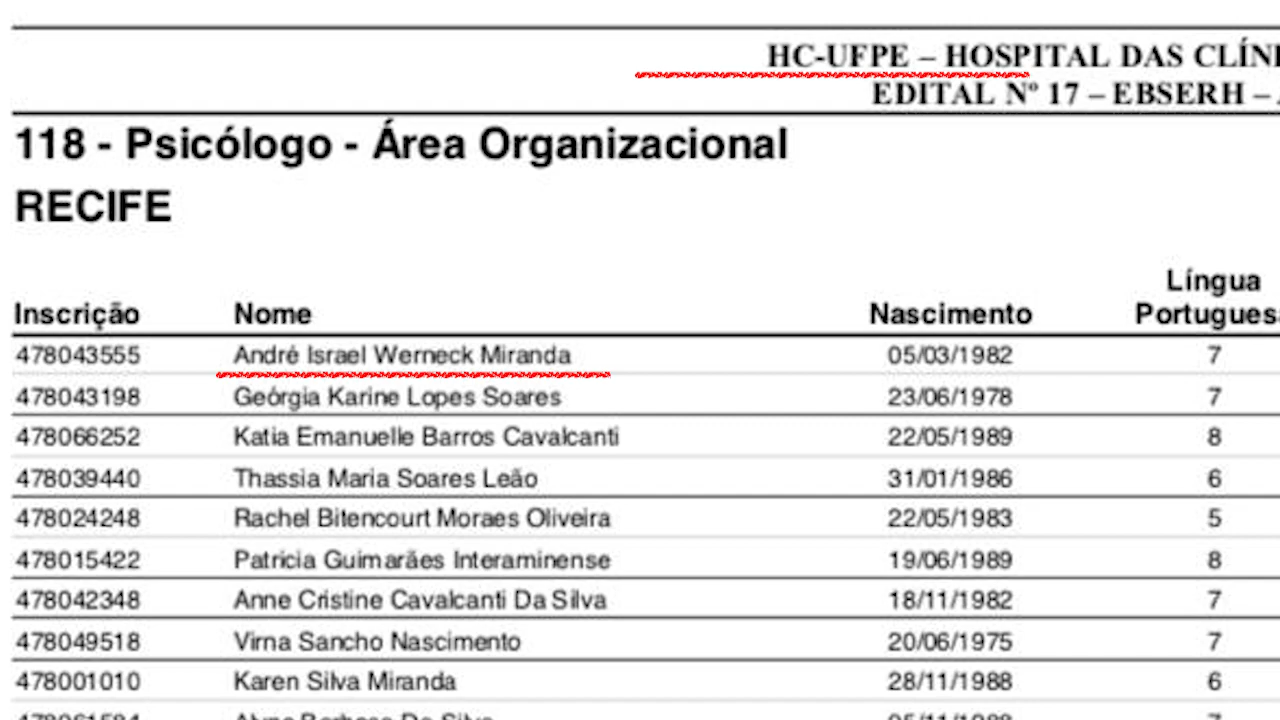 HC-UFPE – HOSPITAL DAS
EDITAL Nº 17 – EBSERH –
118 - Psicólogo - Área Organizacional
RECIFE
Língua
Inscrição Nome Nascimento
478043555 André Israel Werneck Miranda 05/03/1982 7
478043198 Geórgia Karine Lopes Soares 23/06/1978 7
478066252 Katia Emanuelle Barros Cavalcanti 22/05/1989 8
478039440 Thassia Maria Soares Leão 31/01/1986 6
478024248 Rachel Bitencourt Moraes Oliveira 22/05/1983 5
478015422 Patricia Guimarães Interaminense 19/06/1989 8
478042348 Anne Cristine Cavalcanti Da Silva 18/11/1982 7
478049518 Virna Sancho Nascimento 20/06/1975 7
478001010 Karen Silva Miranda 28/11/1988 6